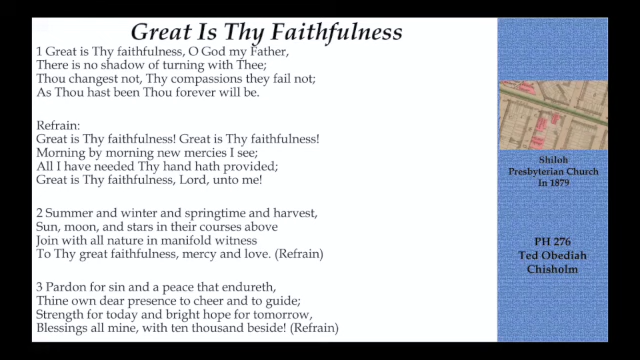 Great Is Thy Faithfulness
1 Great is Thy faithfulness, O God my Father,
There is no shadow of turning with Thee;
Thou changest not, Thy compassions they fail not;
As Thou hast been Thou forever will be.
Refrain:
Great is Thy faithfulness! Great is Thy faithfulness!
Morning by morning new mercies I see;
All I have needed Thy hand hath provided;
Great is Thy faithfulness, Lord, unto me!
2 Summer and winter and springtime and harvest,
Sun, moon, and stars in their courses above
Join with all nature in manifold witness
To Thy great faithfulness, mercy and love. (Refrain)
3 Pardon for sin and a peace that endureth,
Thine own dear presence to cheer and to guide;
Strength for today and bright hope for tomorrow,
Blessings all mine, with ten thousand beside! (Refrain)
Shiloh
Presbyterian Church
In 1879
PH 276
Ted Obediah
Chisholm